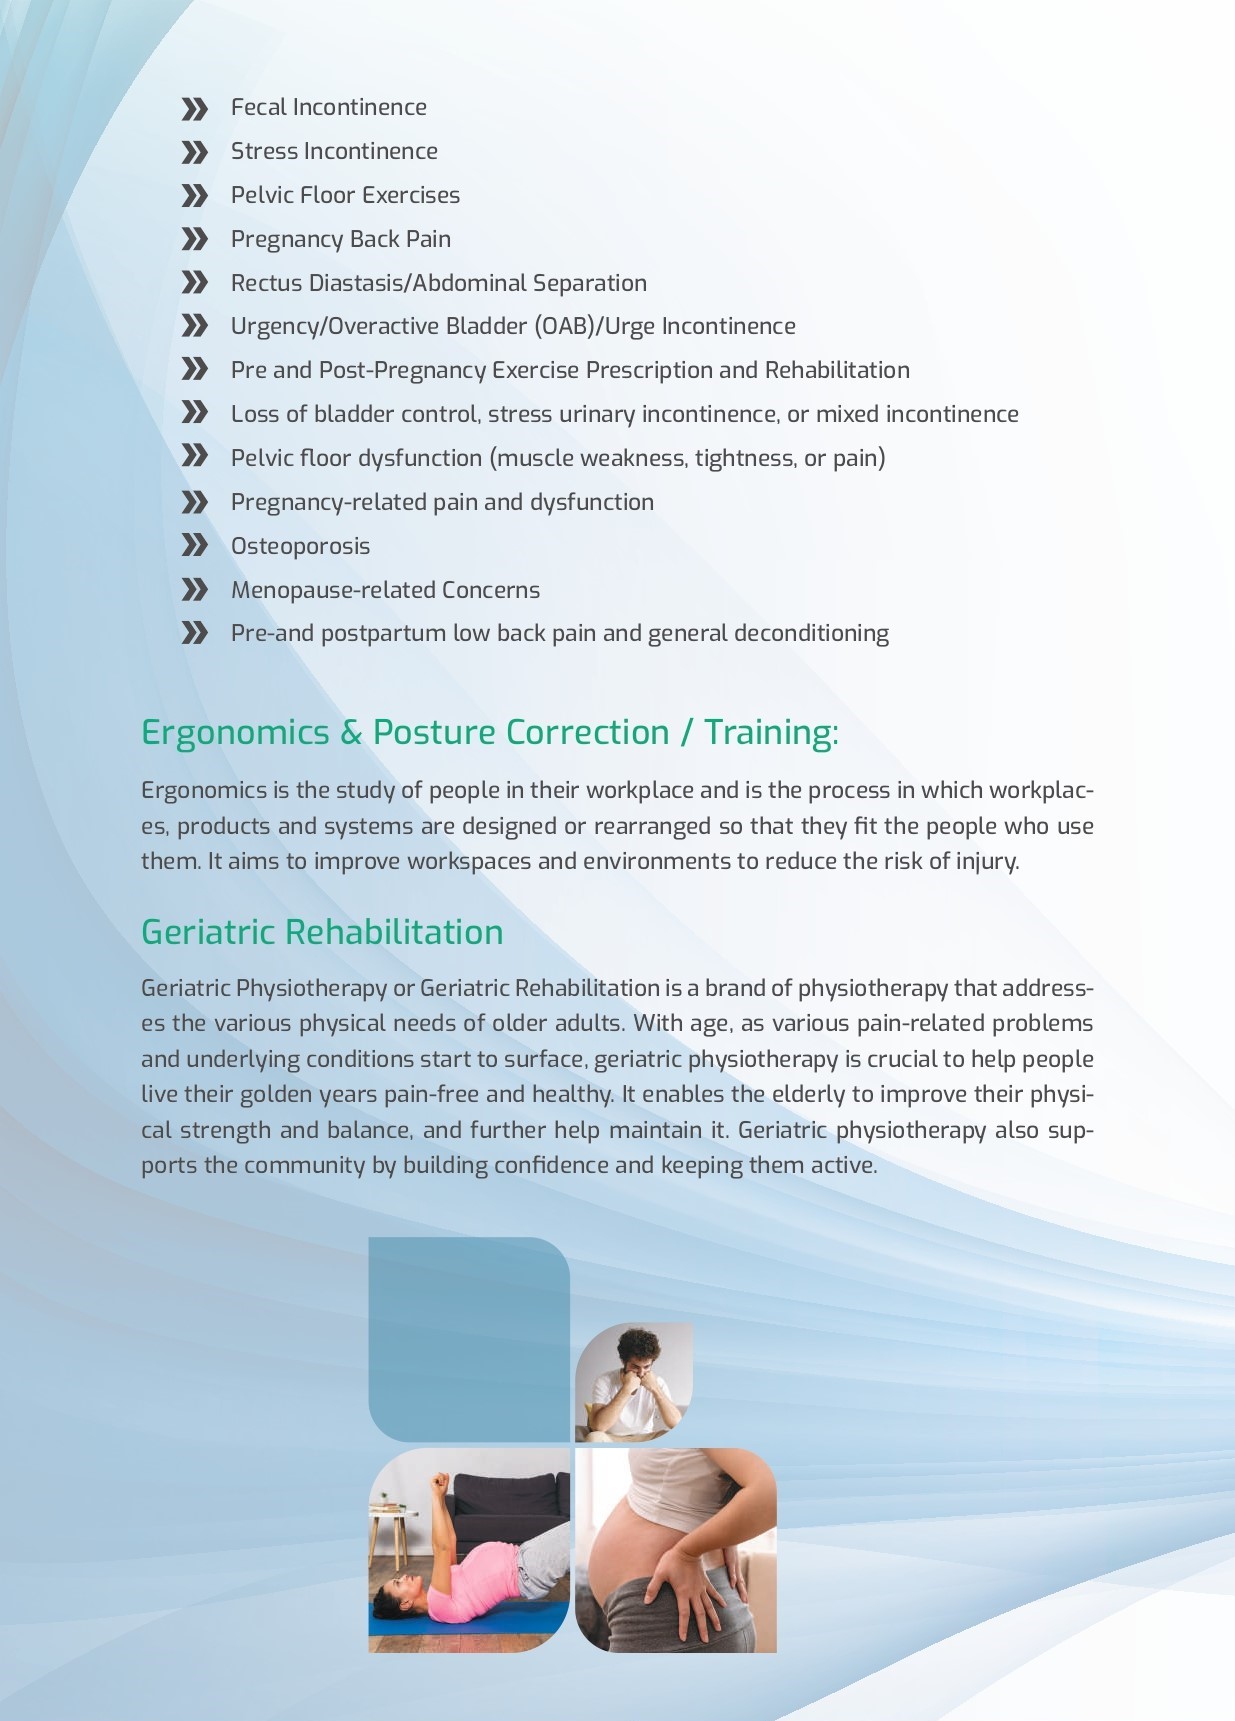 Fecal Incontinence
Stress Incontinence
Pelvic Floor Exercises
Pregnancy Back Pain
Rectus Diastasis/Abdominal Separation
Urgency/Overactive Bladder (OAB)/Urge Incontinence
Pre and Post-Pregnancy Exercise Prescription and Rehabilitation
Loss of bladder control, stress urinary incontinence, or mixed incontinence
Pelvic floor dysfunction (muscle weakness, tightness, or pain)
Pregnancy-related pain and dysfunction
Osteoporosis
Menopause-related Concerns
Pre-and postpartum low back pain and general deconditioning
Ergonomics & Posture Correction / Training:
Ergonomics is the study of people in their workplace and is the process in which workplac-
es, products and systems are designed or rearranged so that they fit the people who use
them. It aims to improve workspaces and environments to reduce the risk of injury.
Geriatric Rehabilitation
Geriatric Physiotherapy or Geriatric Rehabilitation is a brand of physiotherapy that address-
es the various physical needs of older adults. With age, as various pain-related problems
and underlying conditions start to surface, geriatric physiotherapy is crucial to help people
live their golden years pain-free and healthy. It enables the elderly to improve their physi-
cal strength and balance, and further help maintain it. Geriatric physiotherapy also sup-
ports the community by building confidence and keeping them active.